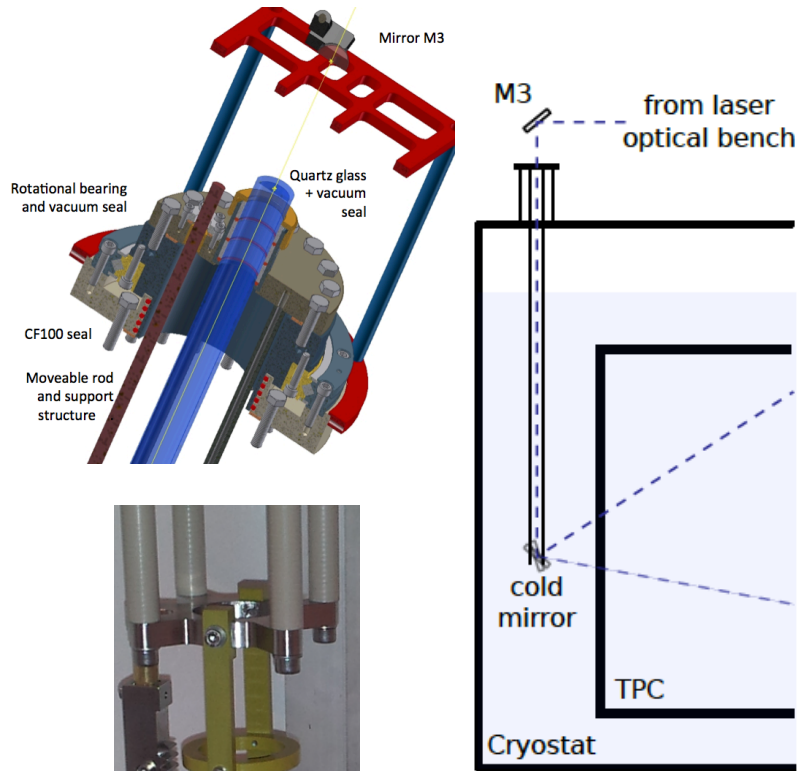 Mirror M3
Quartz glass
+ vacuum
seal
Rotational bearing
and vacuum seal
CF100 seal
Moveable rod
and support
structure
M3
from laser
optical bench
cold
mirror
TPC
Cryostat